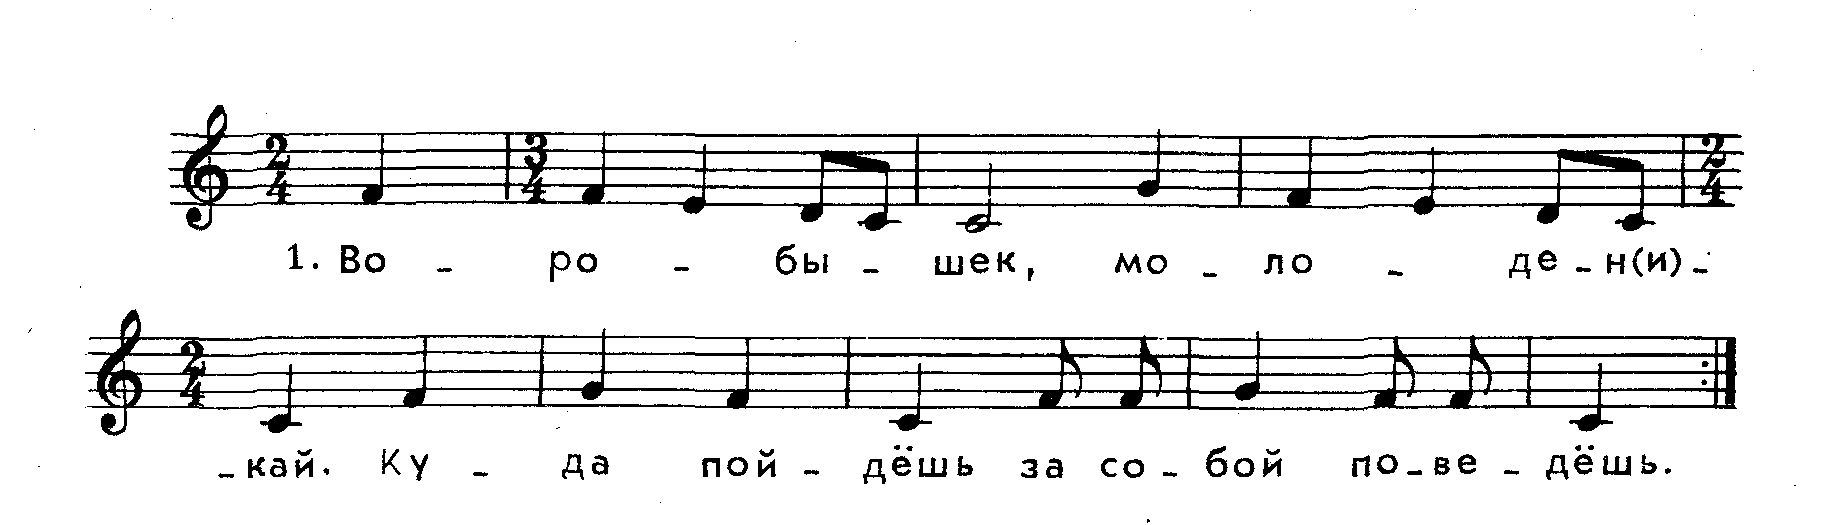 1. Во - ро - бы - шек, мо - ло - де - н(и) -
- кай. Ку - да пой - дёшь за со - бой по - ве - дёшь.